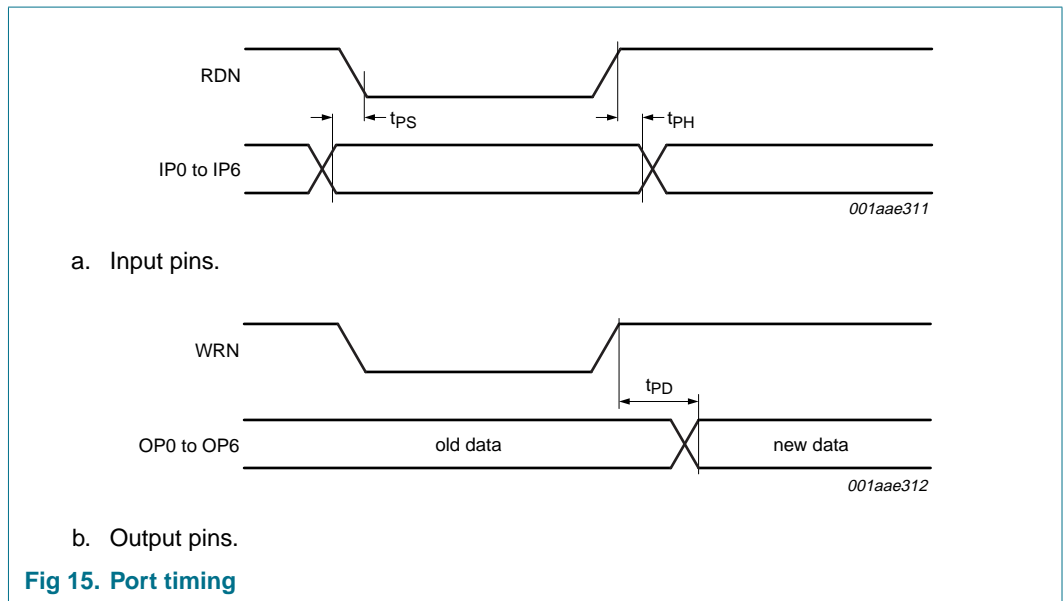 RDN
tPS
tPH
IP0 to IP6
001aae311
a. Input pins.
WRN
tPD
OP0 to OP6
old data
new data
001aae312
b. Output pins.
Fig 15. Port timing